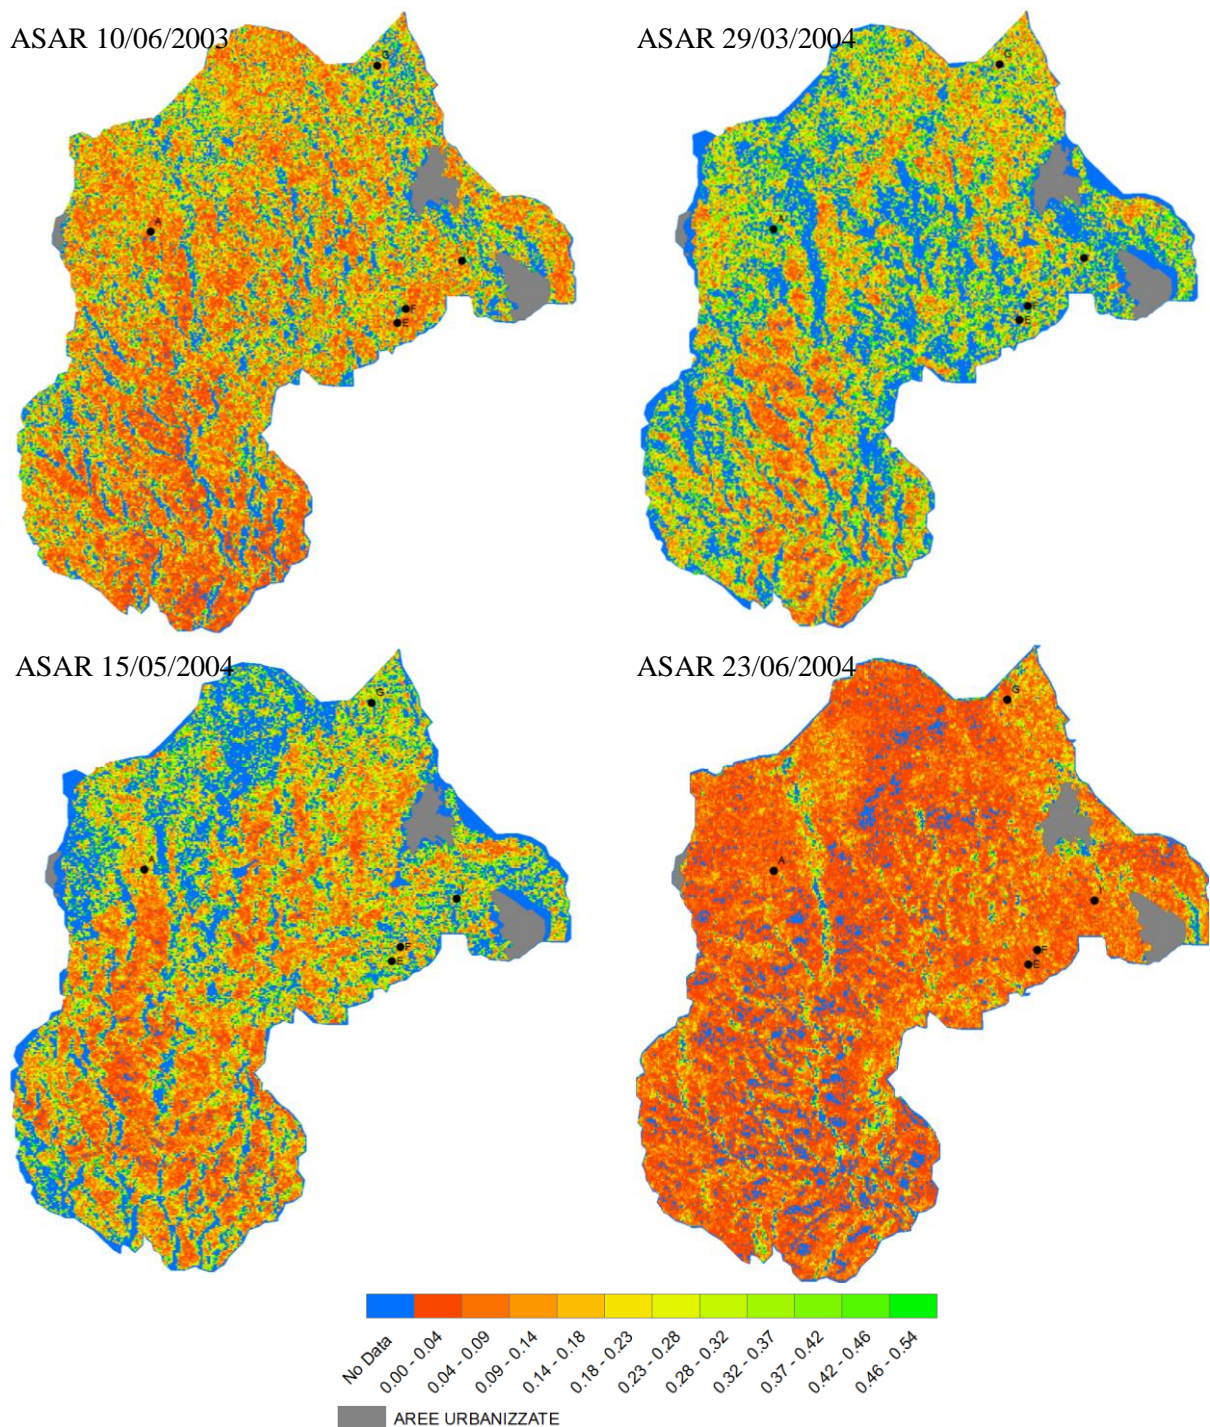 ASAR 10/06/2003
ASAR 29/03/2004
G
G
A
A
I
F
F
E
E
ASAR 15/05/2004
ASAR 23/06/2004
G
G
A
A
F
F
E
E
No Data
0.00 - 0.04
0.04 - 0.09
0.09 - 0.14
0.14 - 0.18
0.18 - 0.23
0.23 - 0.28
0.28 - 0.32
0.32 - 0.37
0.37 - 0.42
0.42 - 0.46
0.46 - 0.54
AREE URBANIZZATE